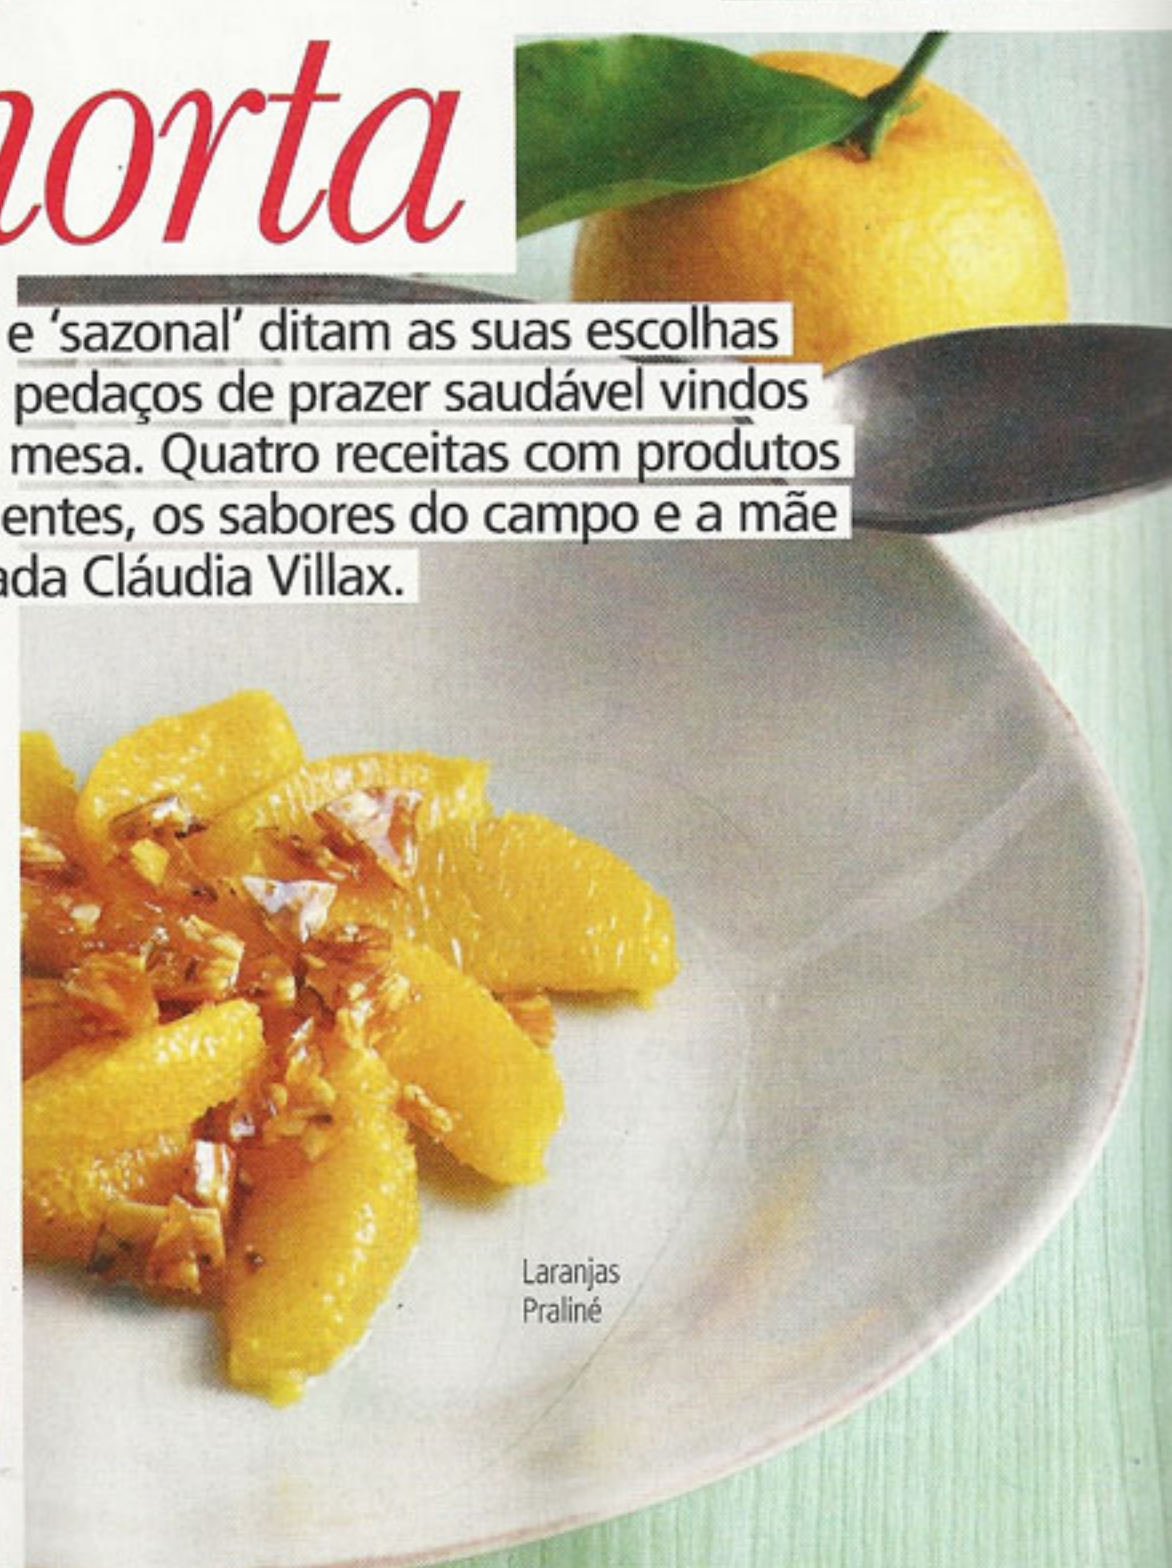 horta
e ‘sazonal’ ditam as suas escolhas
pedaços de prazer saudável vindos
mesa. Quatro receitas com produtos
entes, os sabores do campo e a mãe
ada Cláudia Villax.
Laranjas
Praliné